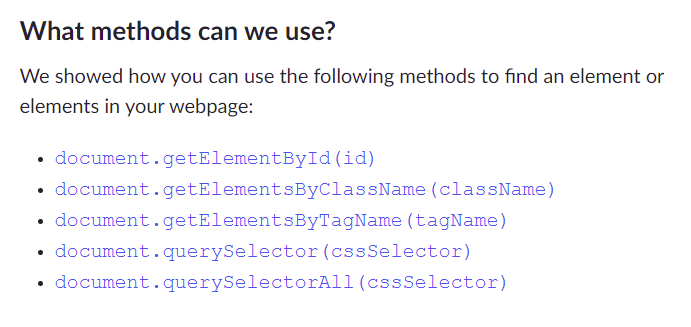 What methods can we use?
We showed how you can use the following methods to find an element or
elements in your webpage:
• document.getElementById(id)
• document.getElementsByClassName(className)
• document.getElementsByTagName(tagName)
• document.querySelector(cssSelector)
• document.querySelectorAll(cssSelector)